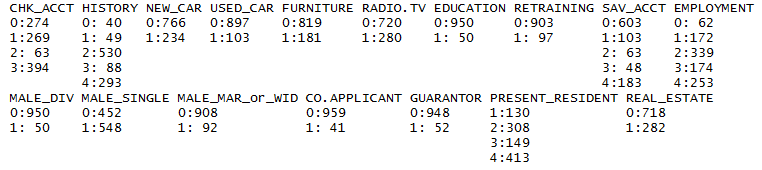 CHK_ACCT HISTORY NEW_CAR USED_CAR FURNITURE RADIO.TV EDUCATION RETRAINING SAV_ACCT EMPLOYMENT
0:274 0: 40 0:766 0:897 0:819 0:720 0:950 0:903 0:603 0: 62
1:269 1: 49 1:234 1:103 1:181 1:280 1: 50 1: 97 1:103 1:172
2: 63 2:530 2: 63 2:339
3:394 3: 88 3: 48 3:174
4:293 4:183 4:253
MALE_DIV MALE_SINGLE MALE_MAR_or_WID CO.APPLICANT GUARANTOR PRESENT_RESIDENT REAL_ESTATE
0:950 0:452 0:908 0:959 0:948 1:130 0:718
1: 50 1:548 1: 92 1: 41 1: 52 2:308 1:282
3:149
4:413